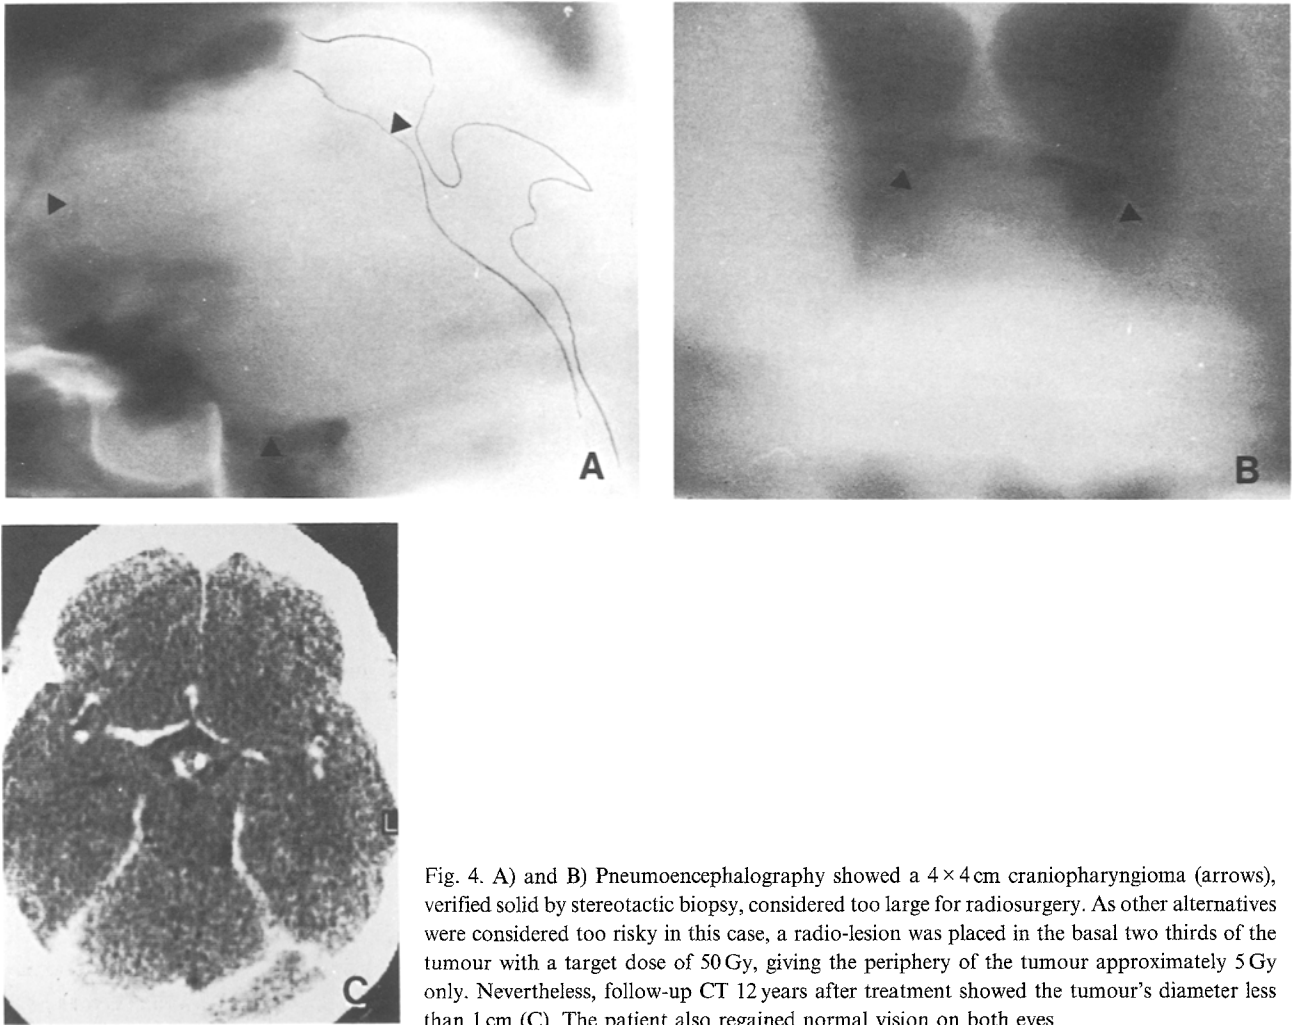 A
B
L
C
Fig. 4. A) and B) Pneumoencephalography showed a 4 × 4 cm craniopharyngioma (arrows),
verified solid by stereotactic biopsy, considered too large for radiosurgery. As other alternatives
were considered too risky in this case, a radio-lesion was placed in the basal two thirds of the
tumour with a target dose of 50 Gy, giving the periphery of the tumour approximately 5 Gy
only. Nevertheless, follow-up CT 12 years after treatment showed the tumour's diameter less
than 1 cm (C). The patient also regained normal vision on both eyes